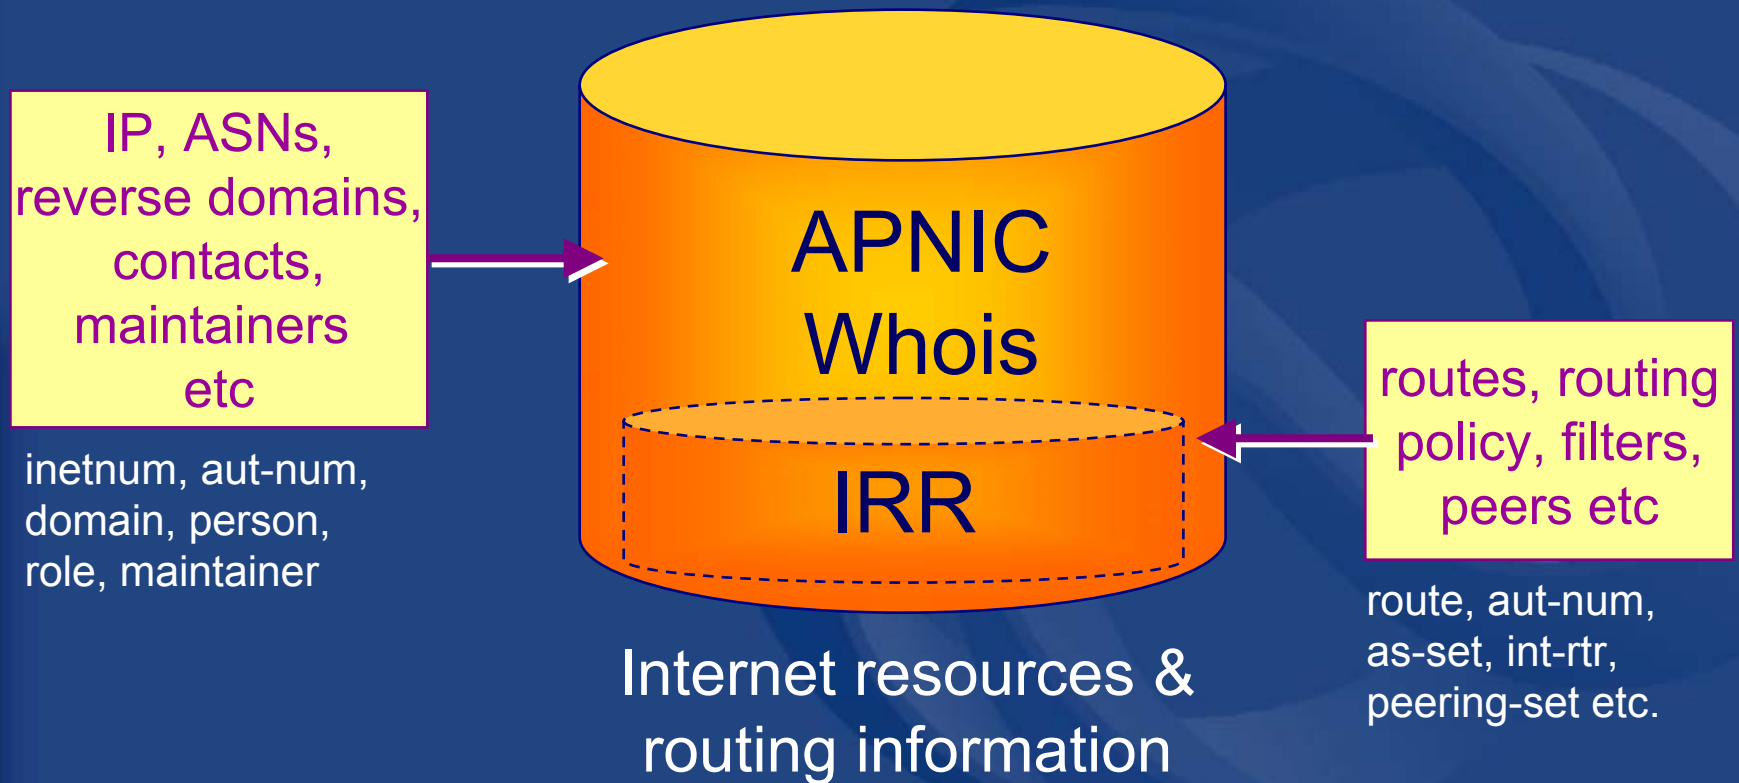 IP, ASNs,
reverse domains,
contacts,
maintainers
etc
inetnum, aut-num,
domain, person,
role, maintainer
APNIC
Whois
IRR
Internet resources &
routing information
routes, routing
policy, filters,
peers etc
route, aut-num,
as-set, int-rtr,
peering-set etc.